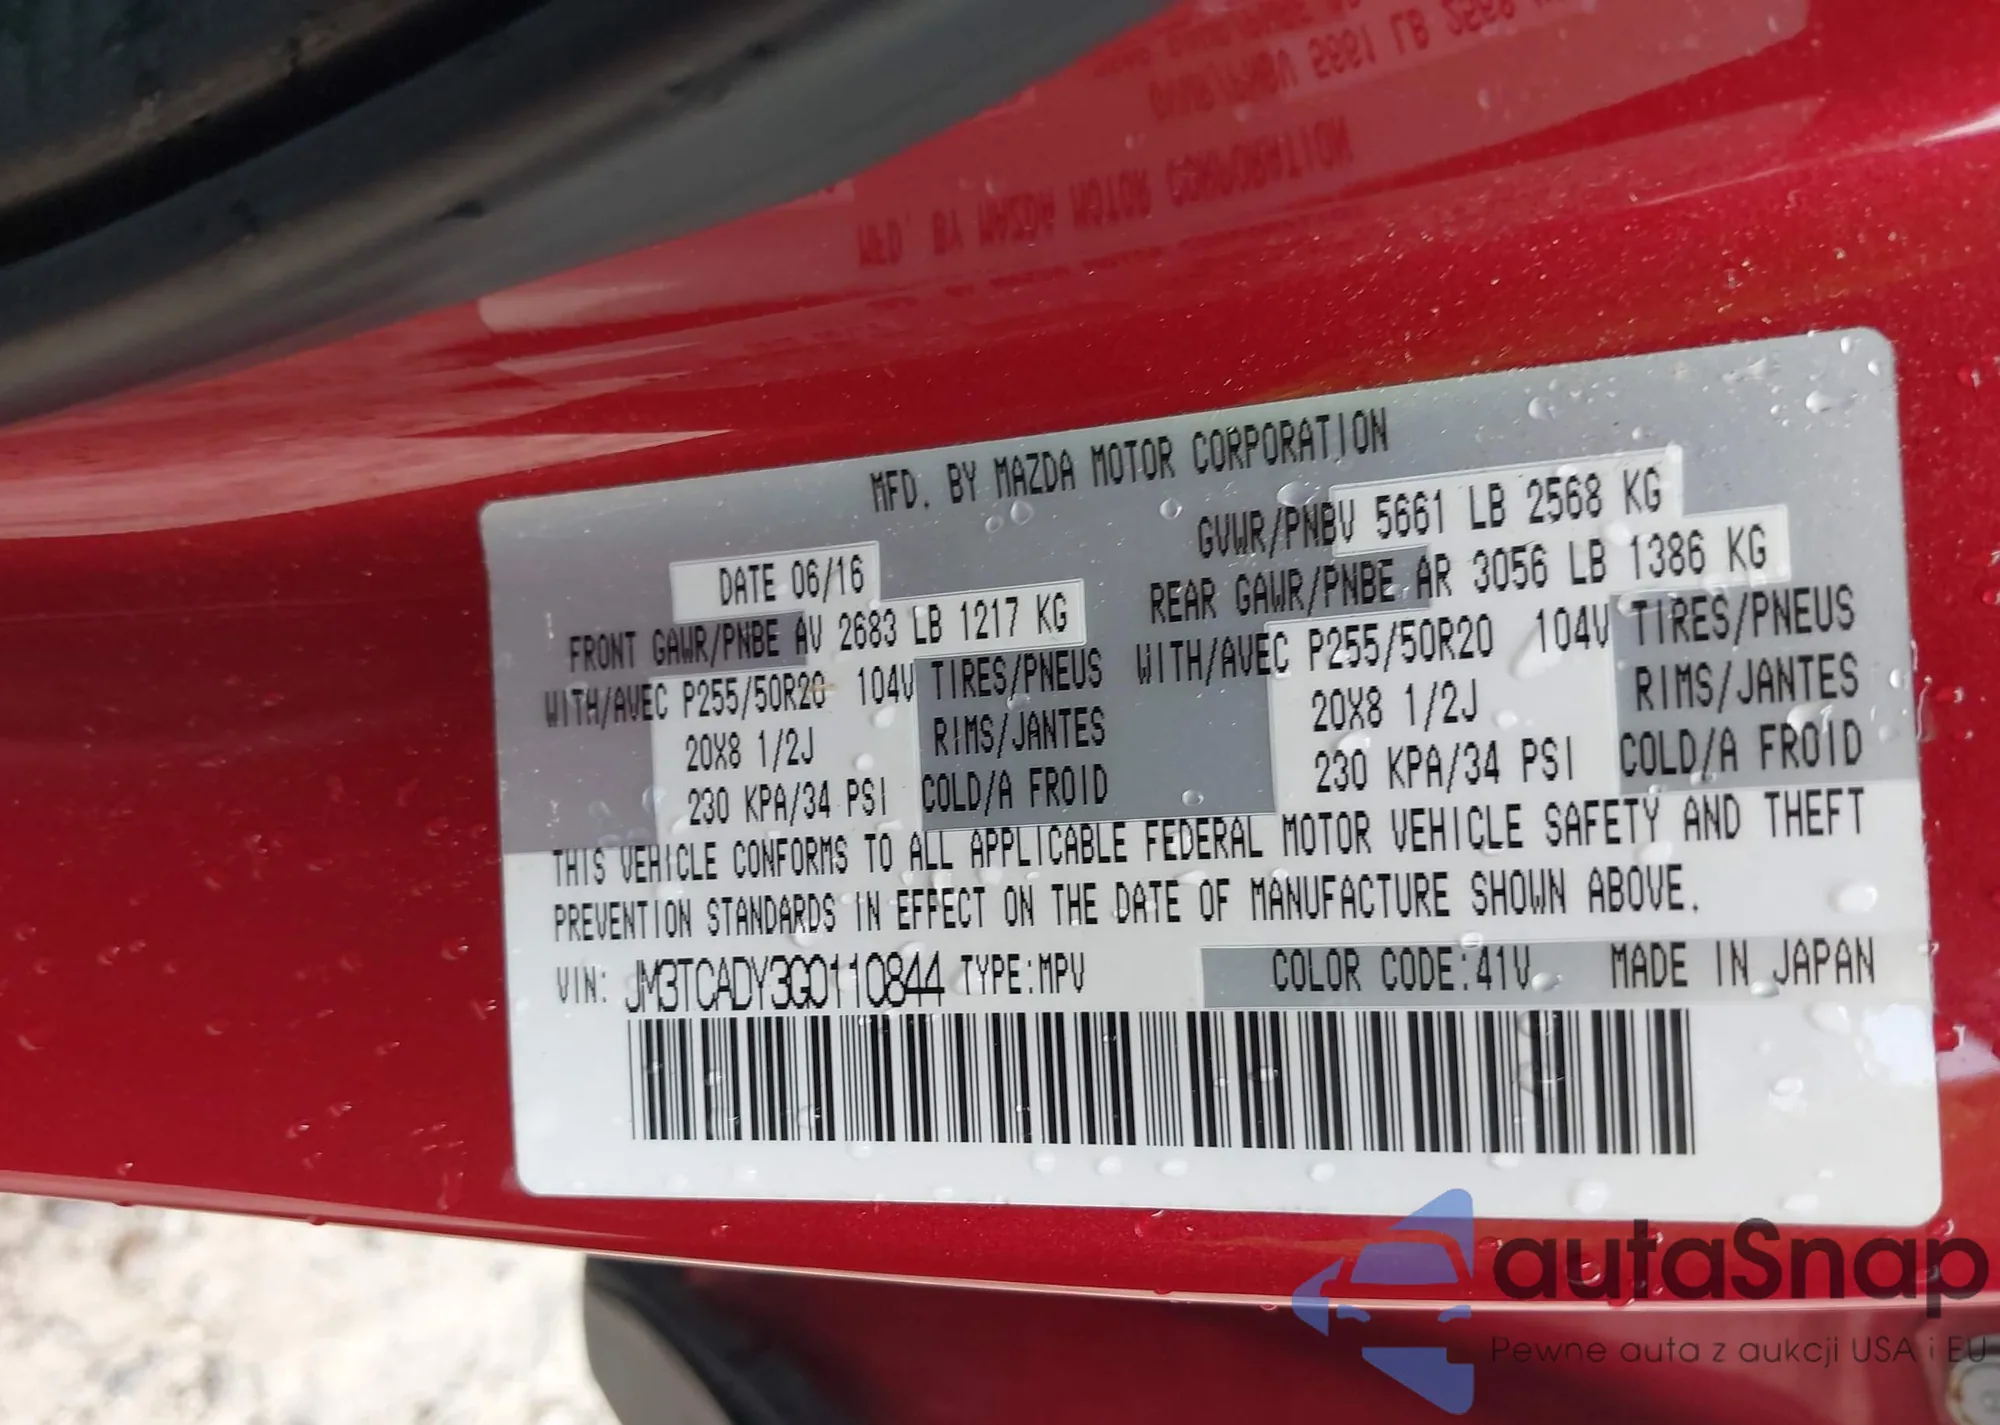 MFD. BY MAZDA MOTOR CORPORATION
DATE 06/16
GVWR/PNBV 5661 LB 2568 KG
FRONT GAWR/PNBE AV 2683 LB 1217 KG
REAR GAWR/PNBE AR 3056 LB 1386 KG
WITH/AVEC P255/50R20 104V TIRES/PNEUS
WITH/AVEC P255/50R20 104V TIRES/PNEUS
20X8 1/2J RIMS/JANTES
20X8 1/2J RIMS/JANTES
230 KPA/34 PSI COLD/A FROID
230 KPA/34 PSI COLD/A FROID
THIS VEHICLE CONFORMS TO ALL APPLICABLE FEDERAL MOTOR VEHICLE SAFETY AND THEFT
PREVENTION STANDARDS IN EFFECT ON THE DATE OF MANUFACTURE SHOWN ABOVE.
VIN: JM3TCADY3G0110844 TYPE:MPV COLOR CODE:41V MADE IN JAPAN
autaSnap
Pewne auta z aukcji USA i EU